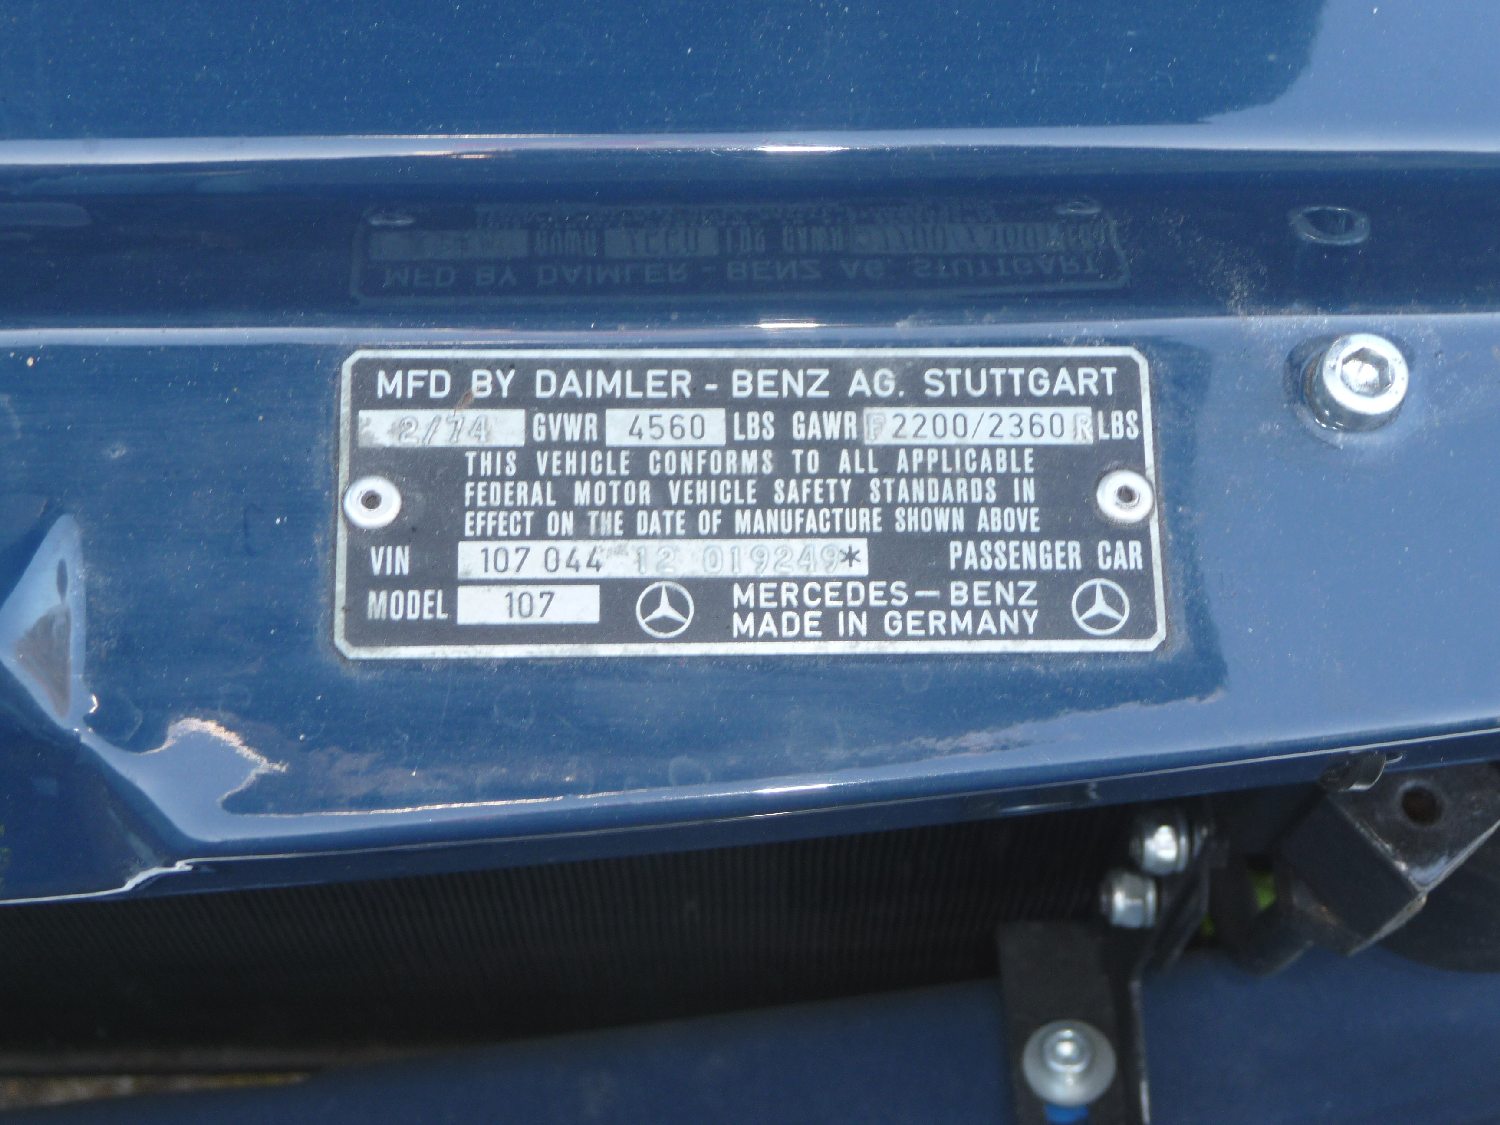 MFD BY DAIMLER - BENZ AG. STUTTGART
2/74 GVWR 4560 LBS GAWR F2200/2360R LBS
THIS VEHICLE CONFORMS TO ALL APPLICABLE
FEDERAL MOTOR VEHICLE SAFETY STANDARDS IN
EFFECT ON THE DATE OF MANUFACTURE SHOWN ABOVE
VIN 107 044 12 019249* PASSENGER CAR
MODEL 107 MERCEDES-BENZ
MADE IN GERMANY